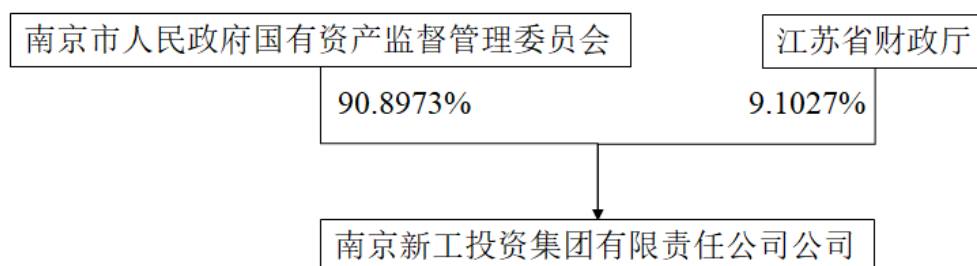 南京市人民政府国有资产监督管理委员会
江苏省财政厅
90.8973%
9.1027%
南京新工投资集团有限责任公司公司